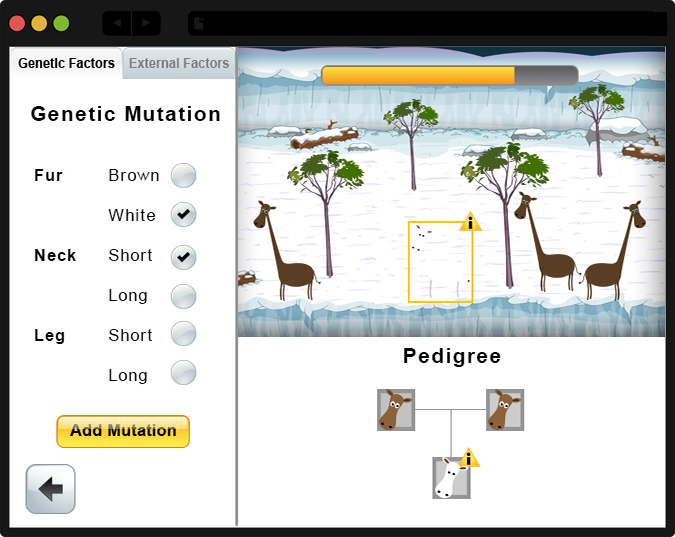 Genetic Factors External Factors
Genetic Mutation
Fur Brown
White
Neck Short
Long
Leg Short
Long
Add Mutation
Pedigree